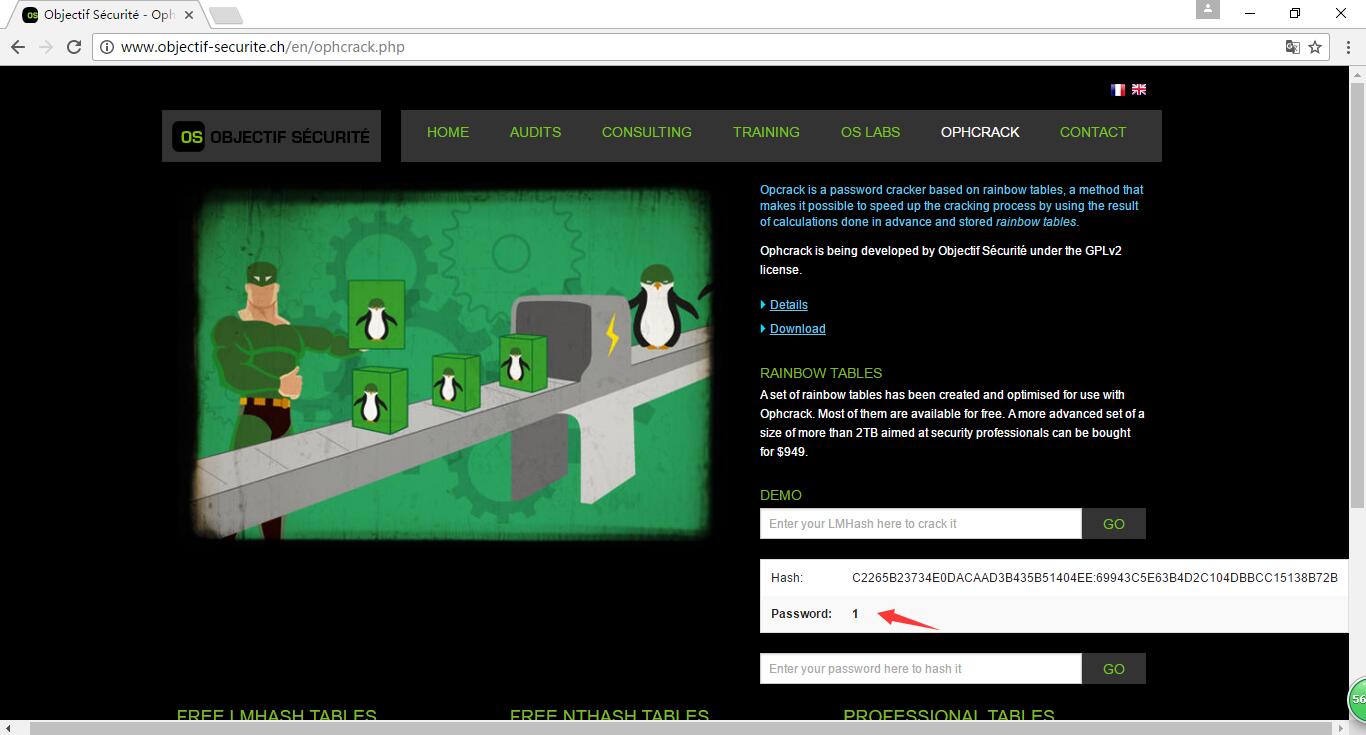 Objectif Sécurité - Oph
www.objectif-securite.ch/en/ophcrack.php
OS OBJECTIF SÉCURITÉ
HOME AUDITS CONSULTING TRAINING OS LABS OPHCRACK CONTACT
Opcrack is a password cracker based on rainbow tables, a method that
makes it possible to speed up the cracking process by using the result
of calculations done in advance and stored rainbow tables.
Ophcrack is being developed by Objectif Sécurité under the GPLv2
license.
Details
Download
RAINBOW TABLES
A set of rainbow tables has been created and optimised for use with
Ophcrack. Most of them are available for free. A more advanced set of a
size of more than 2TB aimed at security professionals can be bought
for $949.
DEMO
Enter your LMHash here to crack it GO
Hash: C2265B23734E0DACAAD3B435B51404EE:69943C5E63B4D2C104DBBCC15138B72B
Password: 1
Enter your password here to hash it GO
56
FREE LMHASH TABLES FREE NTHASH TABLES PROFESSIONAL TABLES